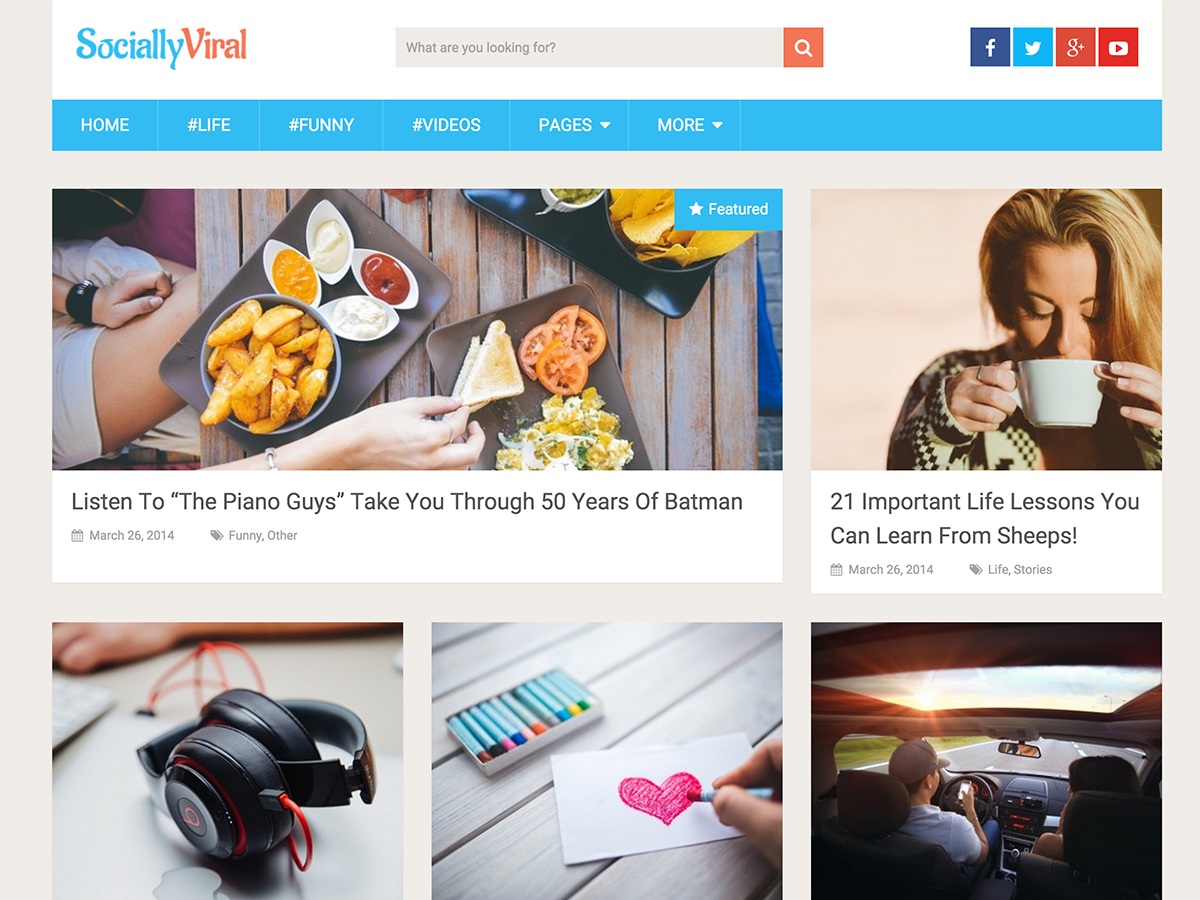 SociallyViral
What are you looking for?
f
g+
HOME
#LIFE
#FUNNY
#VIDEOS
PAGES
MORE
Featured
Listen To “The Piano Guys” Take You Through 50 Years Of Batman
March 26, 2014
Funny, Other
21 Important Life Lessons You
Can Learn From Sheeps!
March 26, 2014
Life, Stories
b